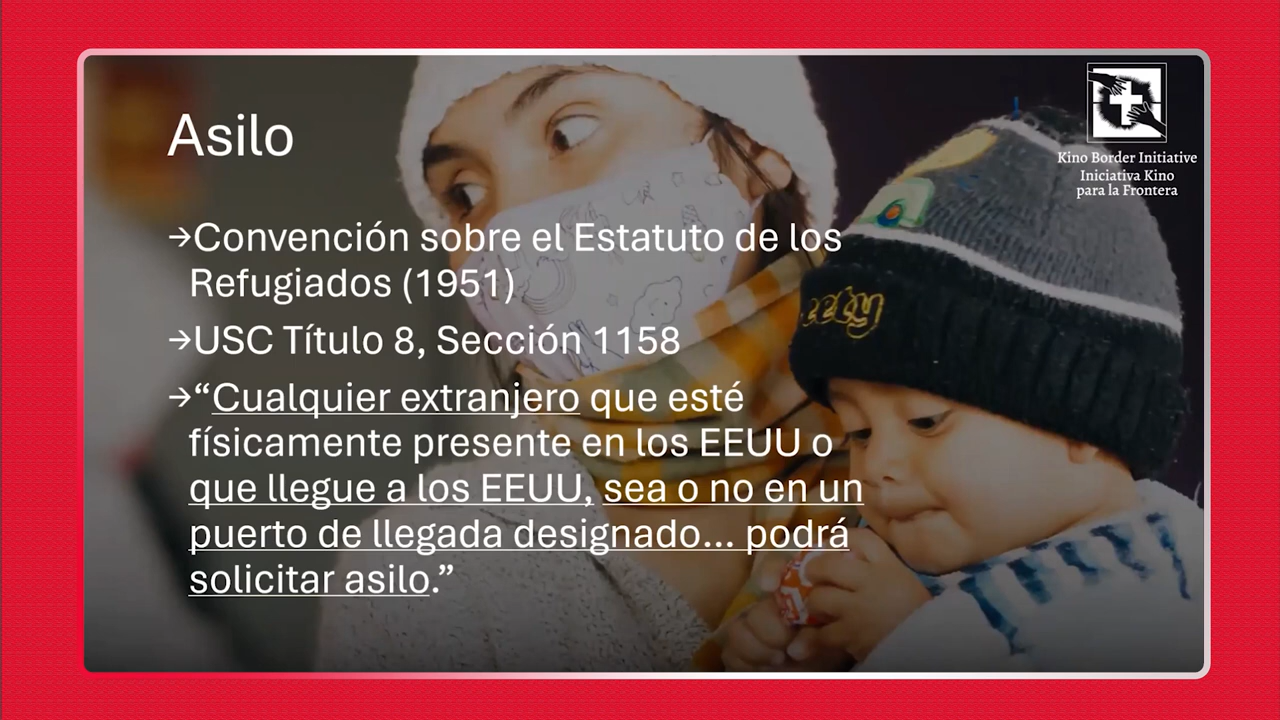 Asilo
Kino Border Initiative
Iniciativa Kino
para la Frontera
→Convención sobre el Estatuto de los
Refugiados (1951)
→USC Título 8, Sección 1158
→“Cualquier extranjero que esté
físicamente presente en los EEUU o
que llegue a los EEUU, sea o no en un
puerto de llegada designado... podrá
solicitar asilo.”